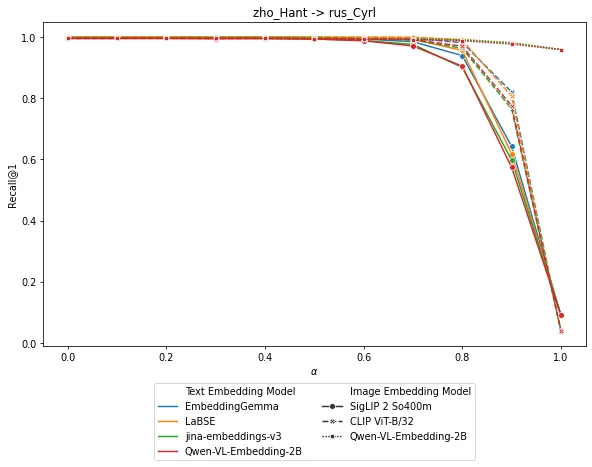 zho_Hant -> rus_Cyrl
Recall@1
1.0
0.8
0.6
0.4
0.2
0.0
0.0 0.2 0.4 0.6 0.8 1.0
α
Text Embedding Model Image Embedding Model
EmbeddingGemma SigLIP 2 So400m
LaBSE CLIP ViT-B/32
jina-embeddings-v3 Qwen-VL-Embedding-2B
Qwen-VL-Embedding-2B